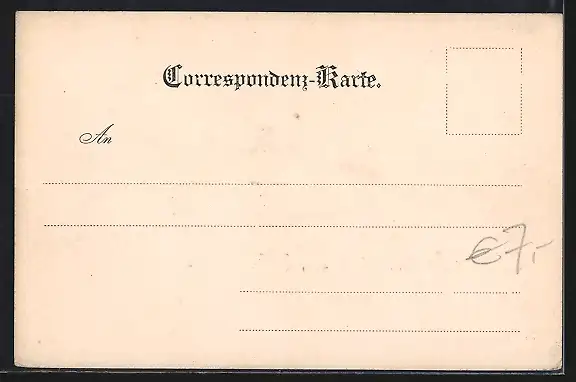 Correspondenz-Karte.
An
€7,-